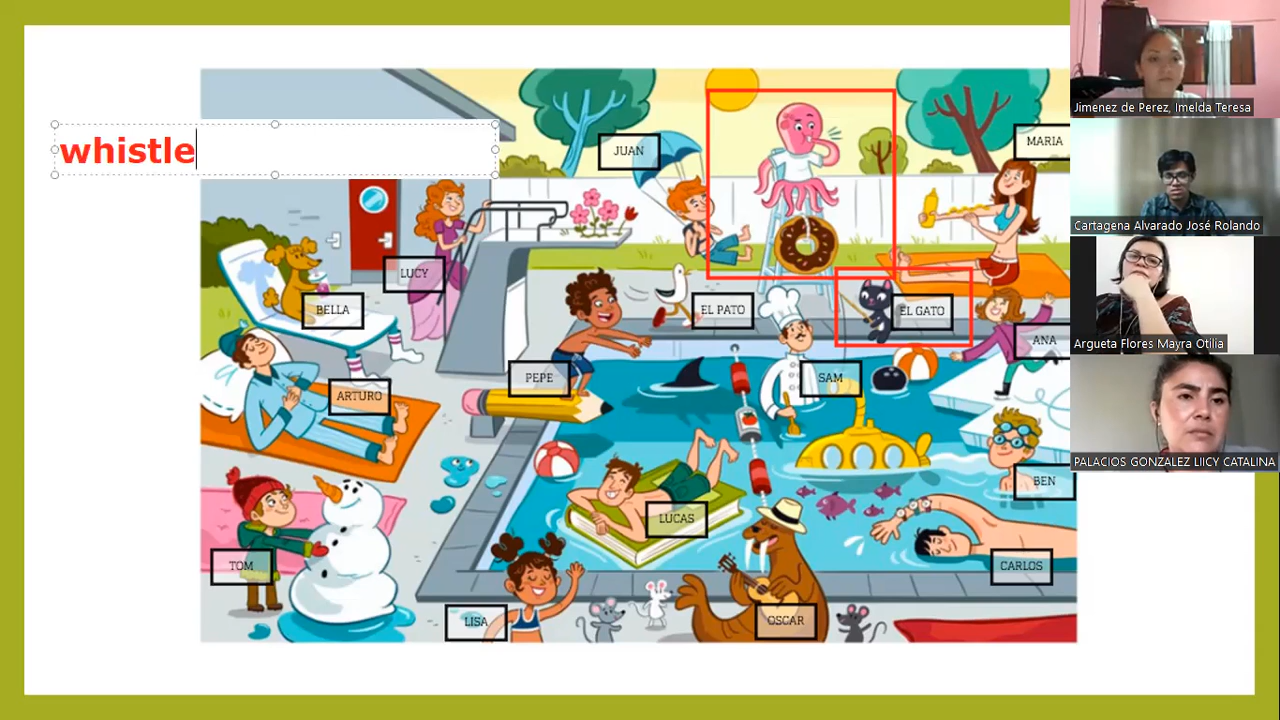 whistle
JUAN
MARIA
LUCY
BELLA
EL PATO
EL GATO
ANA
PEPE
SAM
ARTURO
BEN
LUCAS
TOM
CARLOS
LISA
OSCAR
Jimenez de Perez, Imelda Teresa
Cartagena Alvarado José Rolando
Argueta Flores Mayra Otilia
PALACIOS GONZALEZ LIICY CATALINA